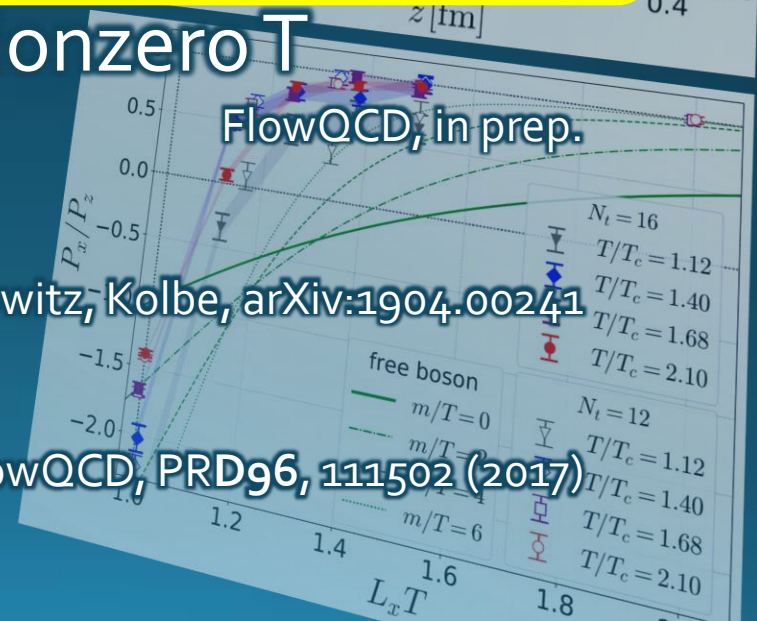 z [fm]
0.4
onzero T
FlowQCD, in prep.
0.5
0.0
−0.5
−1.5
−2.0
1.0
P_x/P_z
witz, Kolbe, arXiv:1904.00241
owQCD, PRD96, 111502 (2017)
N_t = 16
T/T_c = 1.12
T/T_c = 1.40
T/T_c = 1.68
T/T_c = 2.10
free boson
m/T=0
m/T=
m/T=6
N_t = 12
T/T_c = 1.12
T/T_c = 1.40
T/T_c = 1.68
T/T_c = 2.10
1.2
1.4
1.6
1.8
L_xT